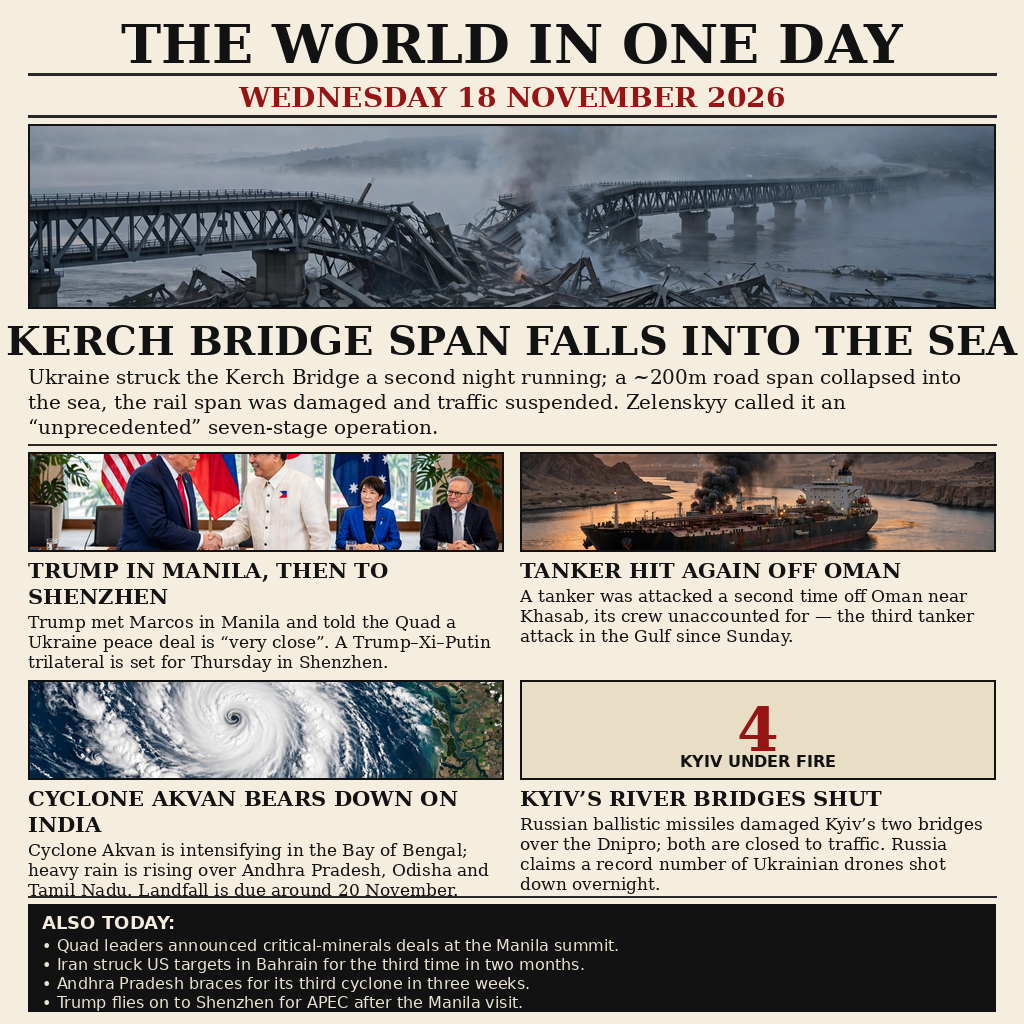 THE WORLD IN ONE DAY
WEDNESDAY 18 NOVEMBER 2026
KERCH BRIDGE SPAN FALLS INTO THE SEA
Ukraine struck the Kerch Bridge a second night running; a ~200m road span collapsed into
the sea, the rail span was damaged and traffic suspended. Zelenskyy called it an
“unprecedented” seven-stage operation.
TRUMP IN MANILA, THEN TO
SHENZHEN
Trump met Marcos in Manila and told the Quad a
Ukraine peace deal is “very close”. A Trump–Xi–Putin
trilateral is set for Thursday in Shenzhen.
TANKER HIT AGAIN OFF OMAN
A tanker was attacked a second time off Oman near
Khasab, its crew unaccounted for — the third tanker
attack in the Gulf since Sunday.
CYCLONE AKVAN BEARS DOWN ON
INDIA
Cyclone Akvan is intensifying in the Bay of Bengal;
heavy rain is rising over Andhra Pradesh, Odisha and
Tamil Nadu. Landfall is due around 20 November.
4
KYIV UNDER FIRE
KYIV’S RIVER BRIDGES SHUT
Russian ballistic missiles damaged Kyiv’s two bridges
over the Dnipro; both are closed to traffic. Russia
claims a record number of Ukrainian drones shot
down overnight.
ALSO TODAY:
• Quad leaders announced critical-minerals deals at the Manila summit.
• Iran struck US targets in Bahrain for the third time in two months.
• Andhra Pradesh braces for its third cyclone in three weeks.
• Trump flies on to Shenzhen for APEC after the Manila visit.